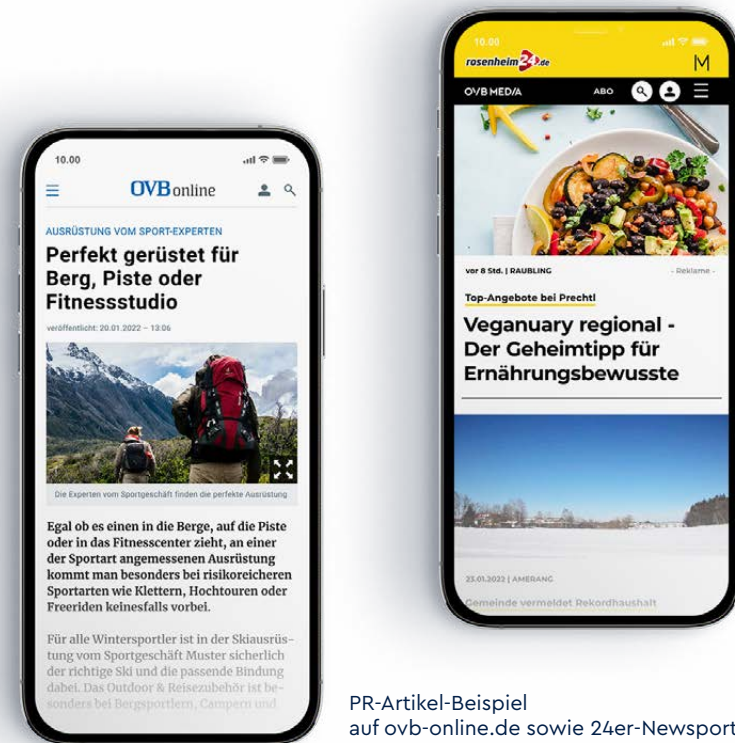 10.00
OVB online
AUSRÜSTUNG VOM SPORT-EXPERTEN
Perfekt gerüstet für
Berg, Piste oder
Fitnessstudio
veröffentlicht: 20.01.2022 – 13:06
Die Experten vom Sportgeschäft finden die perfekte Ausrüstung
Egal ob es einen in die Berge, auf die Piste
oder in das Fitnesscenter zieht, an einer
der Sportart angemessenen Ausrüstung
kommt man besonders bei risikoreicheren
Sportarten wie Klettern, Hochtouren oder
Freeriden keinesfalls vorbei.
Für alle Wintersportler ist in der Skiausrüs-
tung vom Sportgeschäft Muster sicherlich
der richtige Ski und die passende Bindung
dabei. Das Outdoor & Reisezubehör ist be-
sonders bei Bergsportlern, Campern und
10.00
rosenheim24.de
M
OVB MEDIA
ABO
vor 8 Std. | RAUBLING
- Reklame -
Top-Angebote bei Prechtl
Veganuary regional -
Der Geheimtipp für
Ernährungsbewusste
23.01.2022 | AMERANG
Gemeinde vermeldet Rekordhaushalt
PR-Artikel-Beispiel
auf ovb-online.de sowie 24er-Newsport